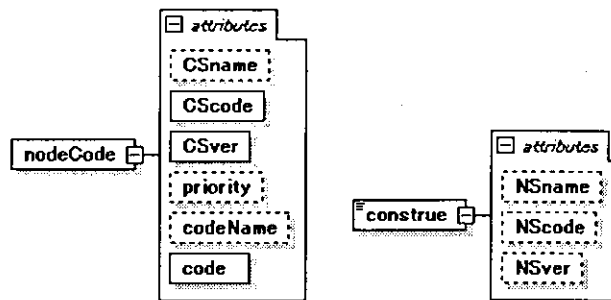 attributes
CSname
CScode
CSver
nodeCode
priority
codeName
code
attributes
NSname
construe
NScode
NSver